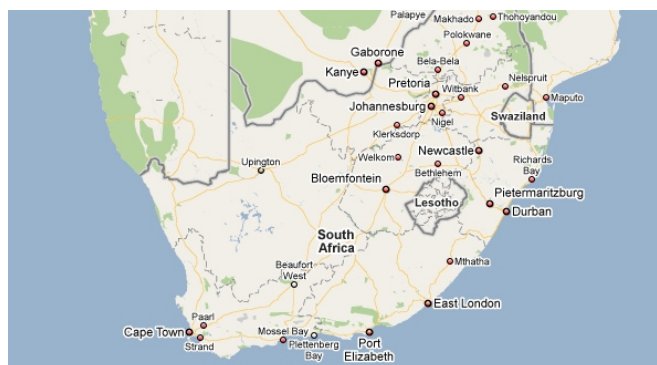 Palapye
Makhado
Thohoyandou
Polokwane
Gaborone
Kanye
Bela-Bela
Pretoria
Witbank
Nelspruit
Maputo
Johannesburg
Nigel
Swaziland
Klerksdorp
Newcastle
Welkom
Upington
Bethlehem
Richards
Bay
Bloemfontein
Pietermaritzburg
Lesotho
Durban
South
Africa
Beaufort
West
Mthatha
East London
Paarl
Cape Town
Strand
Mossel Bay
Plettenberg
Bay
Port
Elizabeth